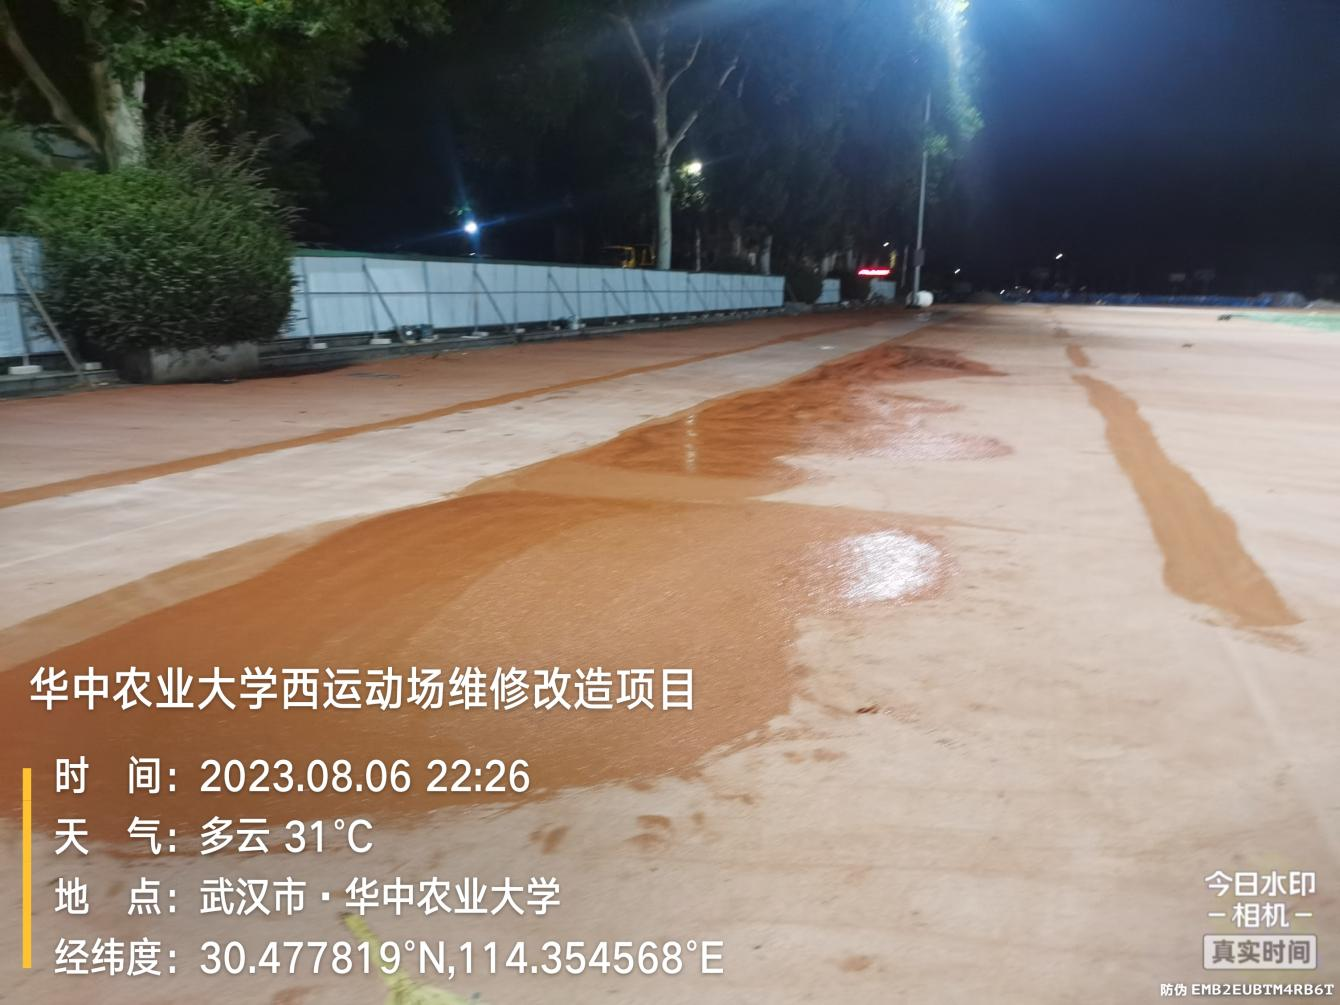 华中农业大学西运动场维修改造项目
时 间：2023.08.06 22:26
天 气：多云 31°C
地 点：武汉市·华中农业大学
经纬度：30.477819°N,114.354568°E
今日水印
相机
真实时间
防伪 EMB2EUBTM4RB6T